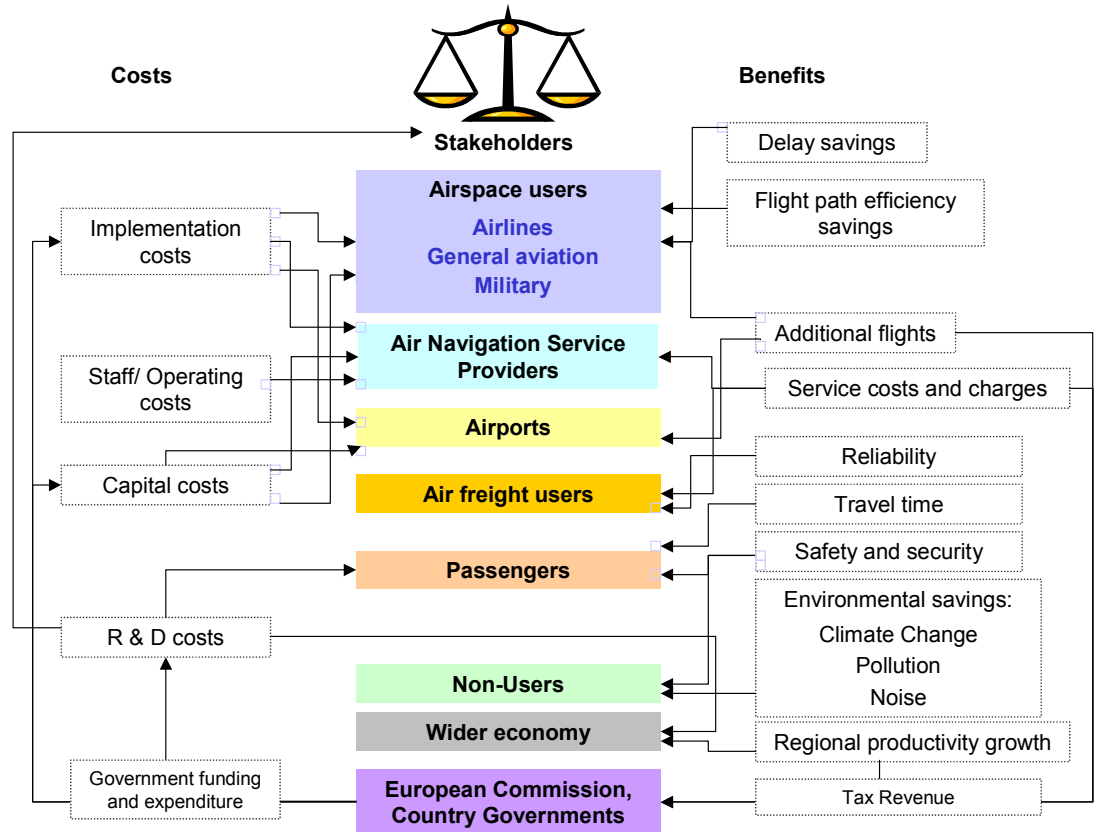 Costs
Benefits
Stakeholders
Delay savings
Airspace users
Airlines
General aviation
Military
Flight path efficiency
savings
Implementation
costs
Air Navigation Service
Providers
Additional flights
Staff/ Operating
costs
Service costs and charges
Airports
Reliability
Capital costs
Air freight users
Travel time
Safety and security
Passengers
Environmental savings:
Climate Change
Pollution
Noise
R & D costs
Non-Users
Wider economy
Regional productivity growth
Government funding
and expenditure
European Commission,
Country Governments
Tax Revenue